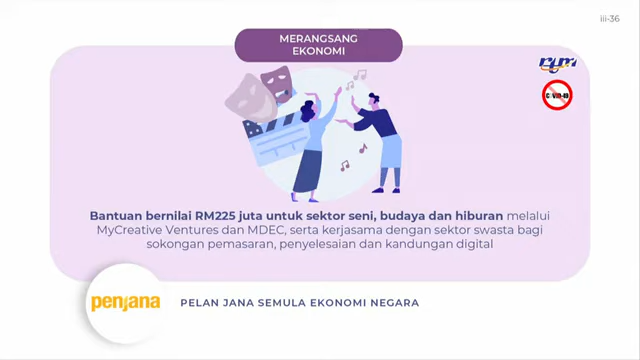 iii-36
MERANGSANG
EKONOMI
rtm
COVID-19
Bantuan bernilai RM225 juta untuk sektor seni, budaya dan hiburan melalui
MyCreative Ventures dan MDEC, serta kerjasama dengan sektor swasta bagi
sokongan pemasaran, penyelesaian dan kandungan digital
penjana
PELAN JANA SEMULA EKONOMI NEGARA